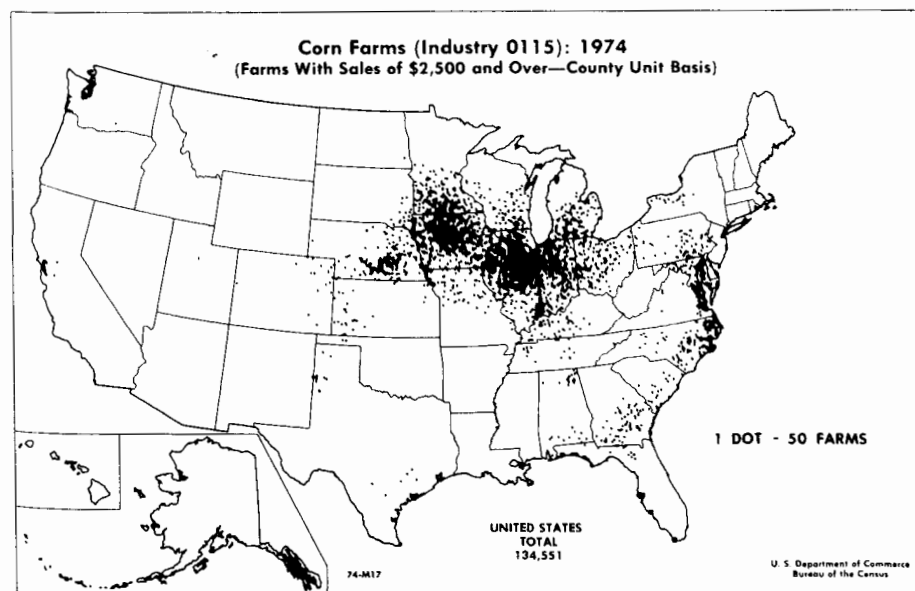 Corn Farms (Industry 0115): 1974
(Farms With Sales of $2,500 and Over—County Unit Basis)
1 DOT - 50 FARMS
UNITED STATES
TOTAL
134,551
74-M17
U. S. Department of Commerce
Bureau of the Census